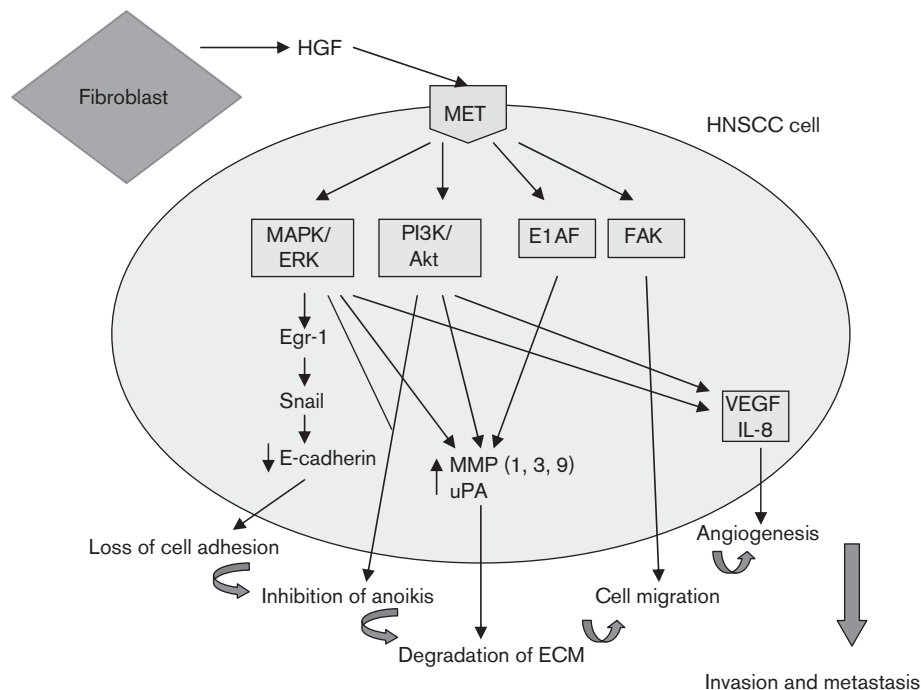 HGF
Fibroblast
MET
HNSCC cell
MAPK/
ERK
PI3K/
Akt
E1AF
FAK
Egr-1
Snail
E-cadherin
MMP (1, 3, 9)
uPA
VEGF
IL-8
Angiogenesis
Loss of cell adhesion
Inhibition of anoikis
Cell migration
Degradation of ECM
Invasion and metastasis